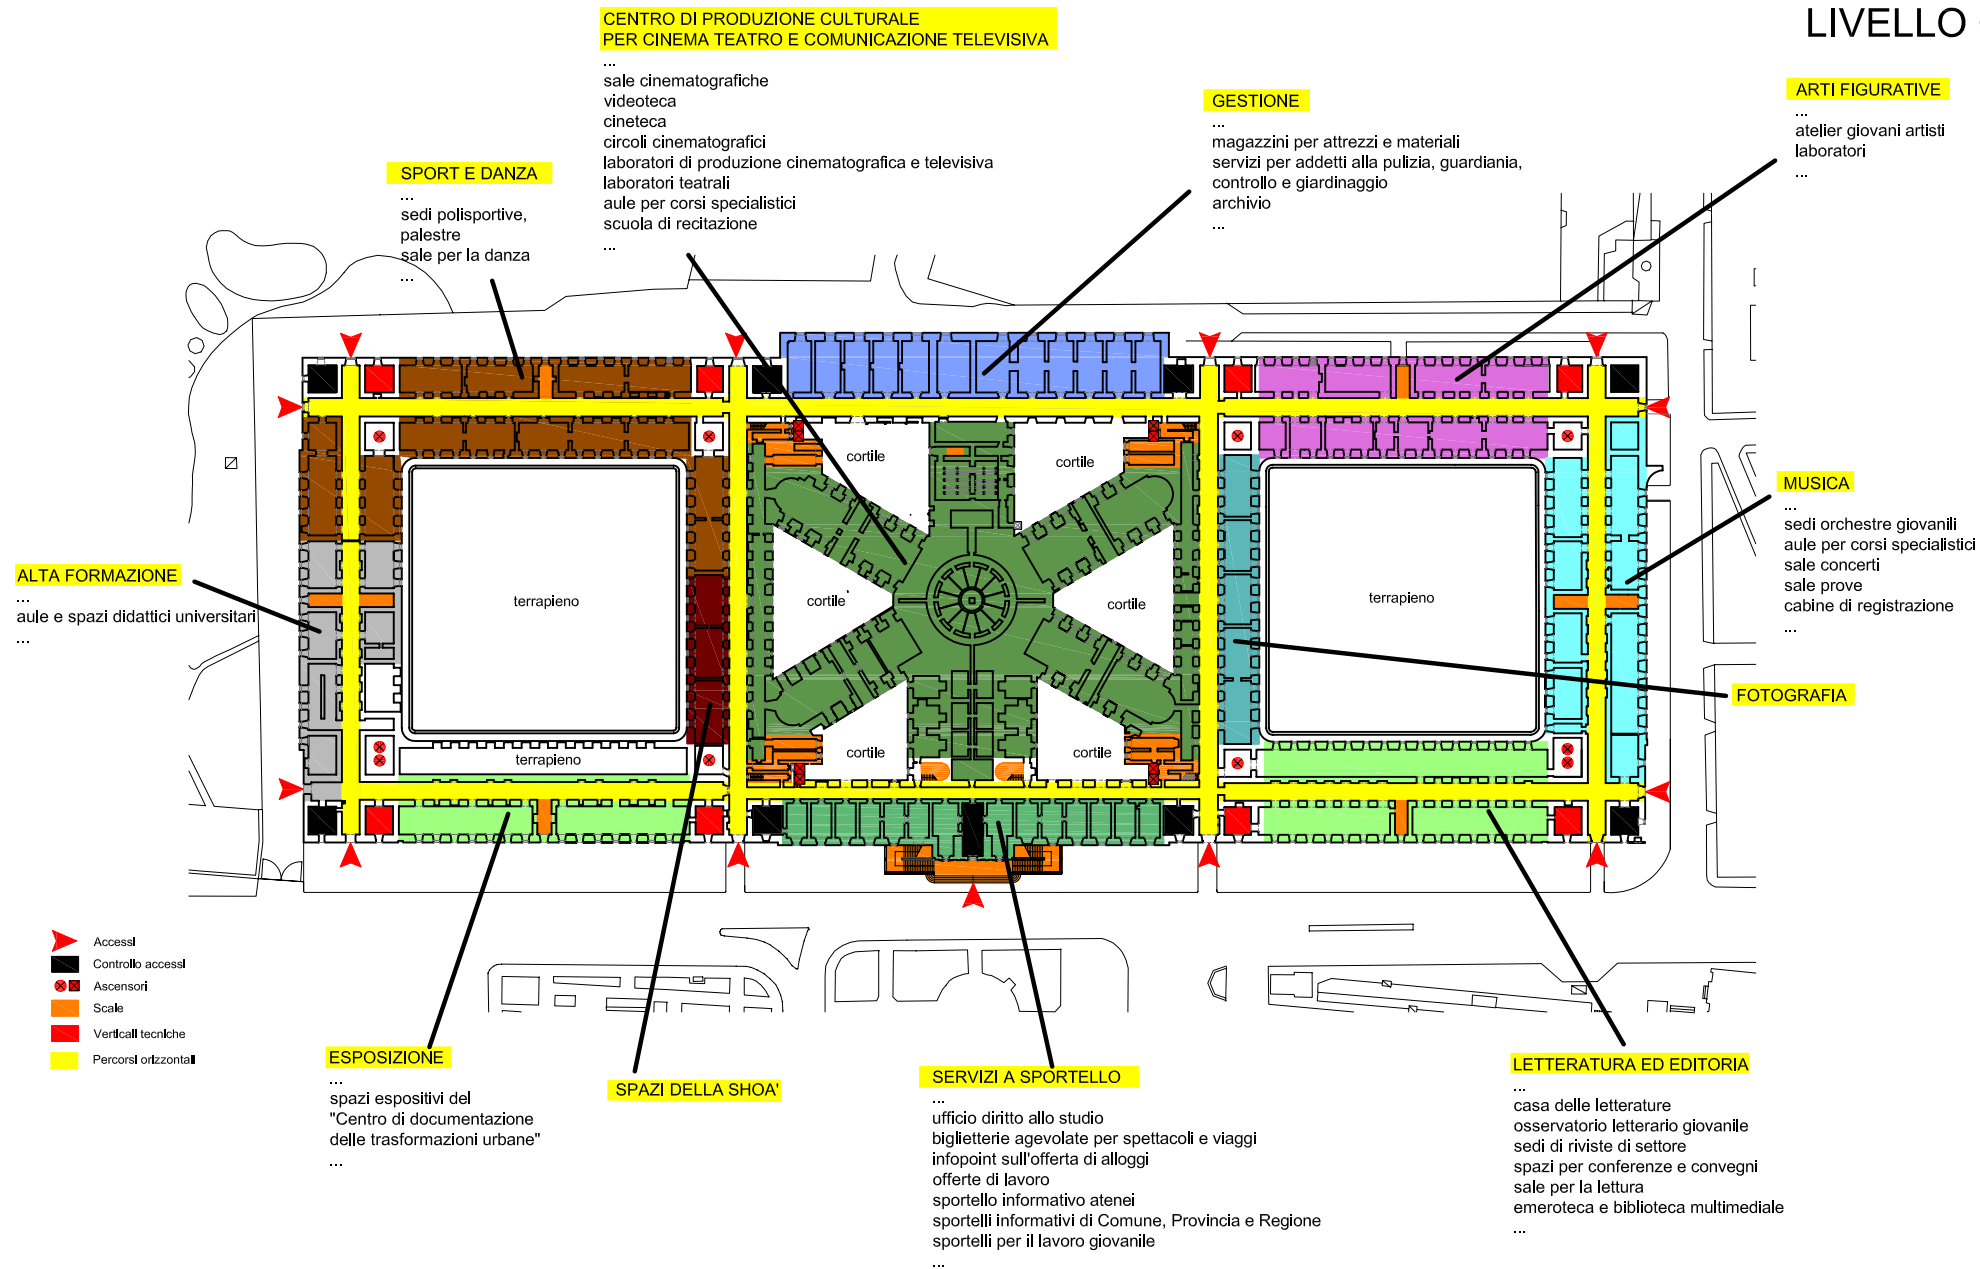 LIVELLO
CENTRO DI PRODUZIONE CULTURALE
PER CINEMA TEATRO E COMUNICAZIONE TELEVISIVA
...
sale cinematografiche
videoteca
cineteca
circoli cinematografici
laboratori di produzione cinematografica e televisiva
laboratori teatrali
aule per corsi specialistici
scuola di recitazione
...
GESTIONE
...
magazzini per attrezzi e materiali
servizi per addetti alla pulizia, guardiania,
controllo e giardinaggio
archivio
...
ARTI FIGURATIVE
...
atelier giovani artisti
laboratori
...
SPORT E DANZA
...
sedi polisportive,
palestre
sale per la danza
...
MUSICA
...
sedi orchestre giovanili
aule per corsi specialistici
sale concerti
sale prove
cabine di registrazione
...
ALTA FORMAZIONE
...
aule e spazi didattici universitari
...
cortile
cortile
terrapieno
cortile
cortile
terrapieno
cortile
cortile
terrapieno
FOTOGRAFIA
Accessi
Controllo accessi
Ascensori
Scale
Verticali tecniche
Percorsi orizzontali
ESPOSIZIONE
...
spazi espositivi del
"Centro di documentazione
delle trasformazioni urbane"
...
SPAZI DELLA SHOA'
SERVIZI A SPORTELLO
...
ufficio diritto allo studio
biglietterie agevolate per spettacoli e viaggi
infopoint sull'offerta di alloggi
offerte di lavoro
sportello informativo atenei
sportelli informativi di Comune, Provincia e Regione
sportelli per il lavoro giovanile
...
LETTERATURA ED EDITORIA
...
casa delle letterature
osservatorio letterario giovanile
sedi di riviste di settore
spazi per conferenze e convegni
sale per la lettura
emeroteca e biblioteca multimediale
...